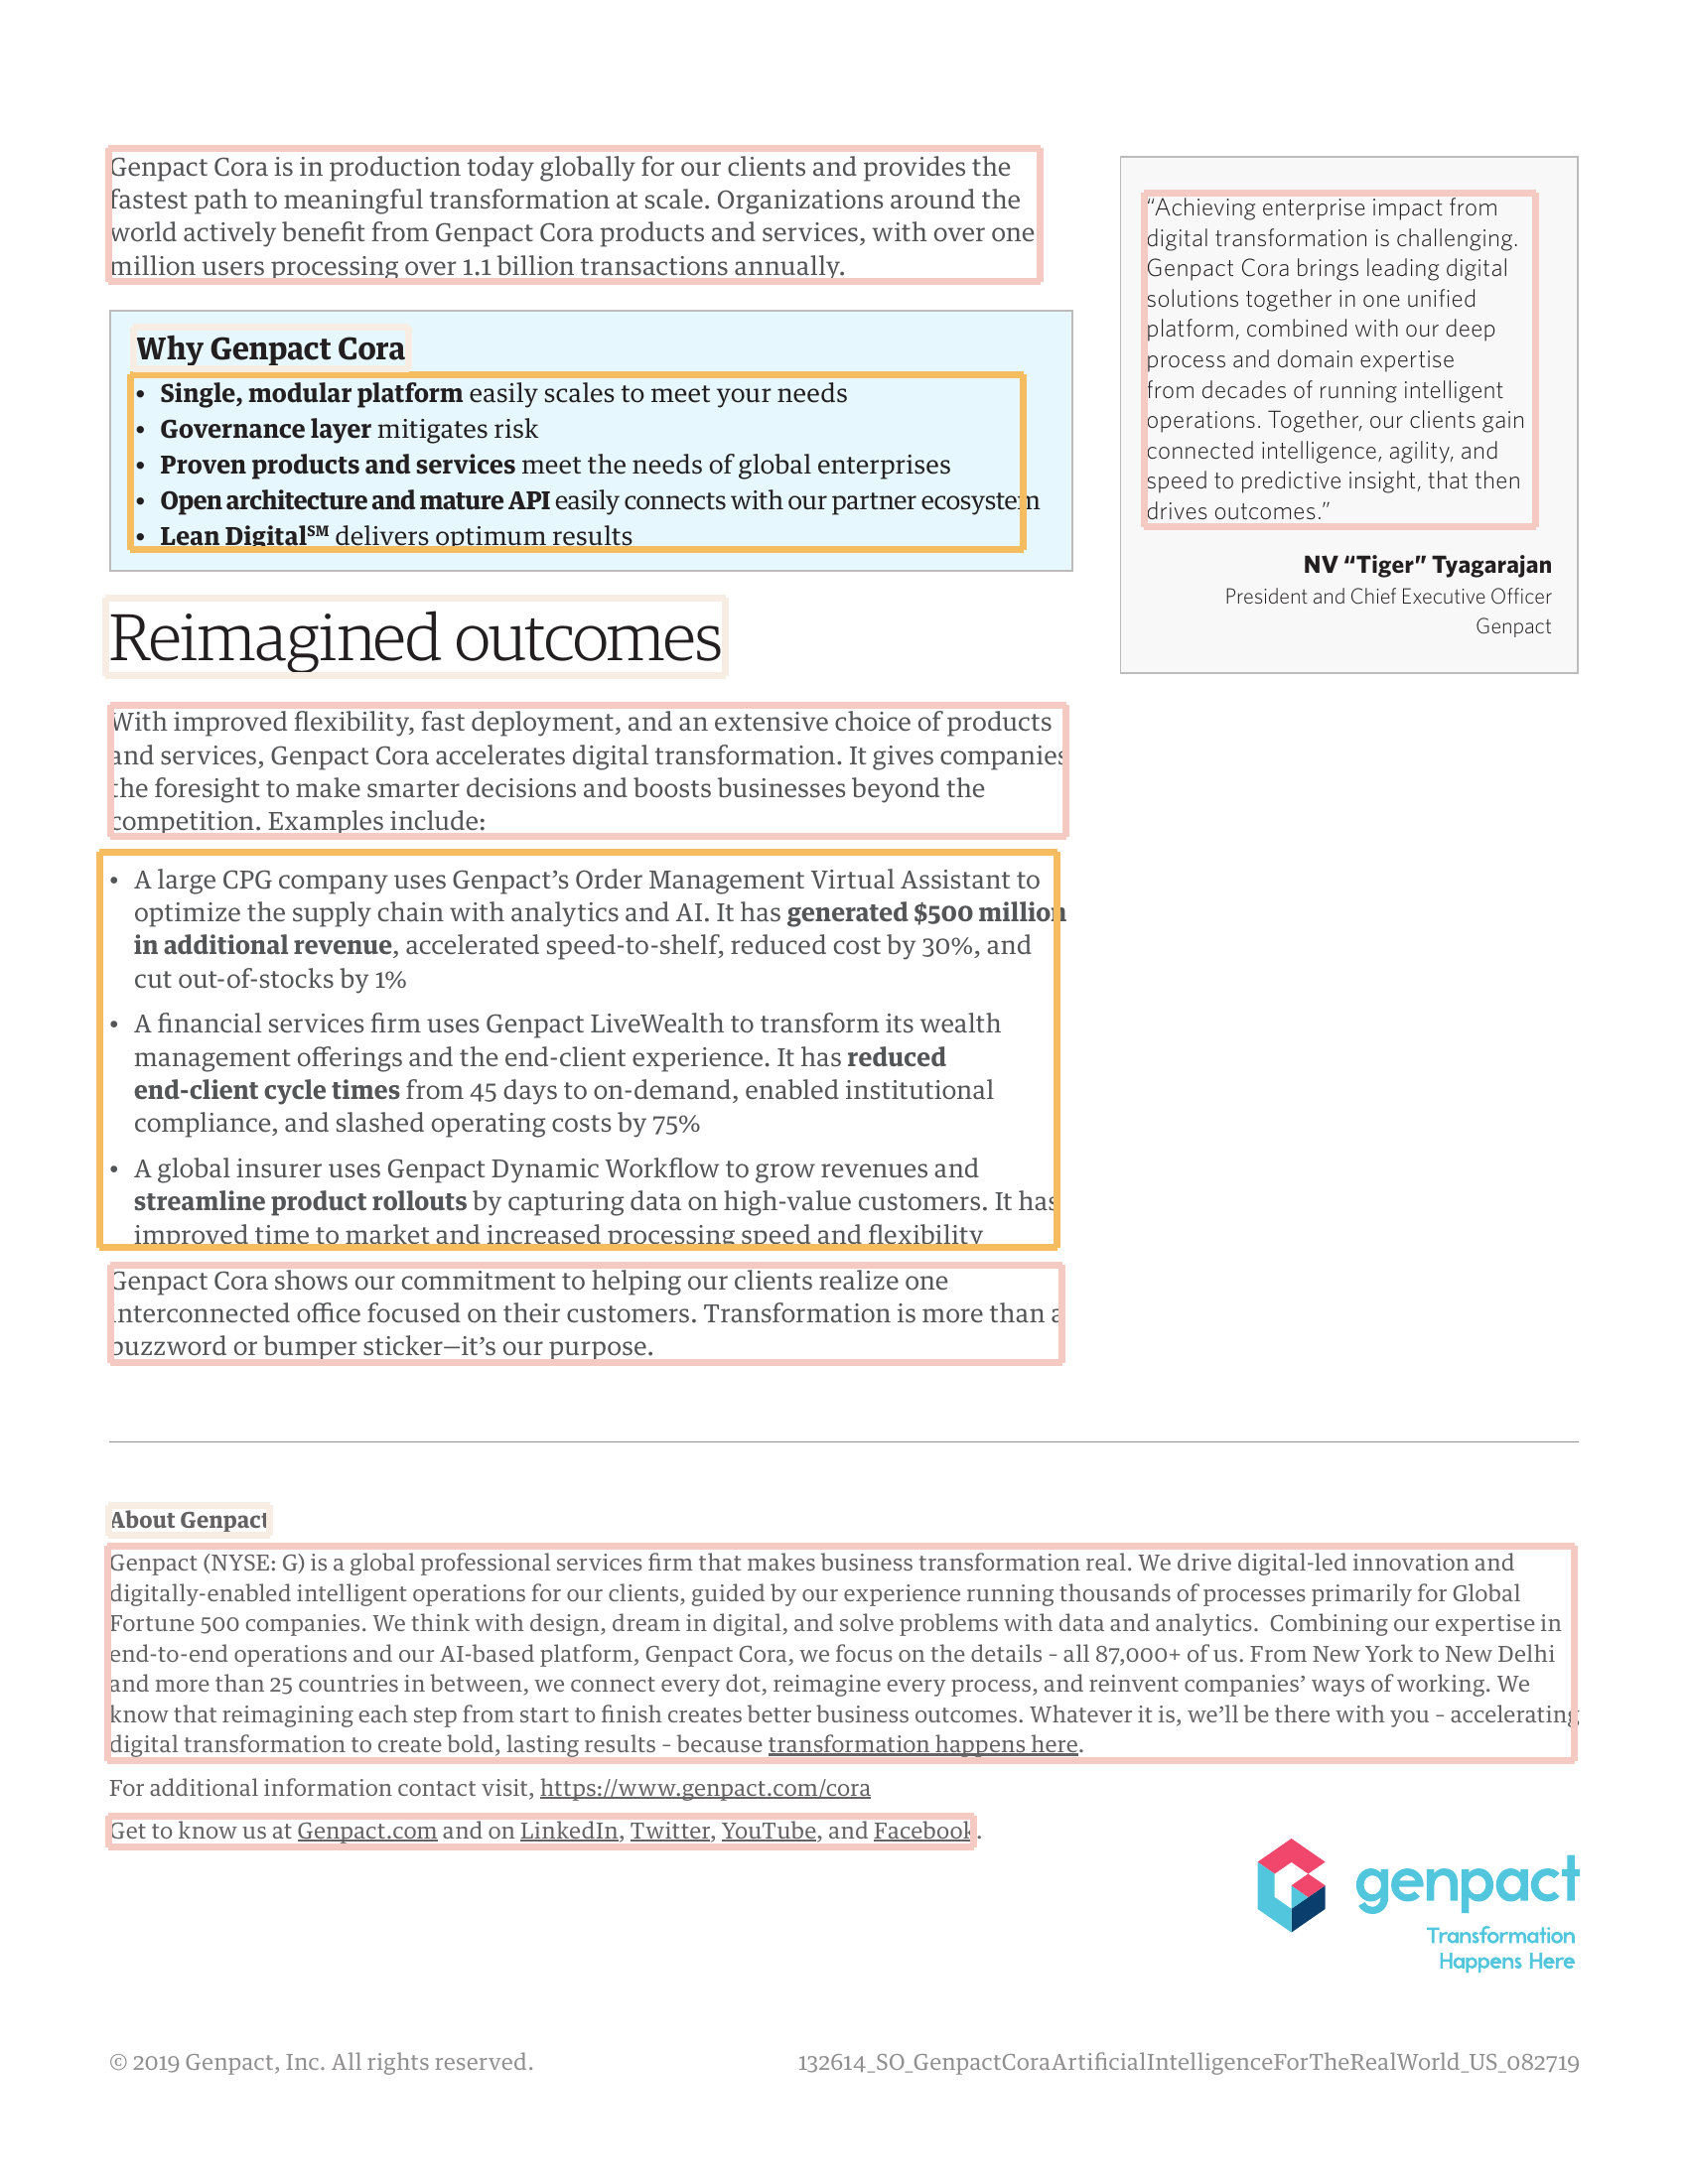 Genpact Cora is in production today globally for our clients and provides the
fastest path to meaningful transformation at scale. Organizations around the
world actively benefit from Genpact Cora products and services, with over one
million users processing over 1.1 billion transactions annually.
Why Genpact Cora
• Single, modular platform easily scales to meet your needs
• Governance layer mitigates risk
• Proven products and services meet the needs of global enterprises
• Open architecture and mature API easily connects with our partner ecosystem
• Lean Digital℠ delivers optimum results
“Achieving enterprise impact from
digital transformation is challenging.
Genpact Cora brings leading digital
solutions together in one unified
platform, combined with our deep
process and domain expertise
from decades of running intelligent
operations. Together, our clients gain
connected intelligence, agility, and
speed to predictive insight, that then
drives outcomes.”
NV “Tiger” Tyagarajan
President and Chief Executive Officer
Genpact
Reimagined outcomes
With improved flexibility, fast deployment, and an extensive choice of products
and services, Genpact Cora accelerates digital transformation. It gives companies
the foresight to make smarter decisions and boosts businesses beyond the
competition. Examples include:
• A large CPG company uses Genpact’s Order Management Virtual Assistant to
optimize the supply chain with analytics and AI. It has generated $500 million
in additional revenue, accelerated speed-to-shelf, reduced cost by 30%, and
cut out-of-stocks by 1%
• A financial services firm uses Genpact LiveWealth to transform its wealth
management offerings and the end-client experience. It has reduced
end-client cycle times from 45 days to on-demand, enabled institutional
compliance, and slashed operating costs by 75%
• A global insurer uses Genpact Dynamic Workflow to grow revenues and
streamline product rollouts by capturing data on high-value customers. It has
improved time to market and increased processing speed and flexibility
Genpact Cora shows our commitment to helping our clients realize one
interconnected office focused on their customers. Transformation is more than a
buzzword or bumper sticker—it’s our purpose.
About Genpact
Genpact (NYSE: G) is a global professional services firm that makes business transformation real. We drive digital-led innovation and
digitally-enabled intelligent operations for our clients, guided by our experience running thousands of processes primarily for Global
Fortune 500 companies. We think with design, dream in digital, and solve problems with data and analytics.  Combining our expertise in
end-to-end operations and our AI-based platform, Genpact Cora, we focus on the details – all 87,000+ of us. From New York to New Delhi
and more than 25 countries in between, we connect every dot, reimagine every process, and reinvent companies’ ways of working. We
know that reimagining each step from start to finish creates better business outcomes. Whatever it is, we’ll be there with you – accelerating
digital transformation to create bold, lasting results – because transformation happens here.
For additional information contact visit, https://www.genpact.com/cora
Get to know us at Genpact.com and on LinkedIn, Twitter, YouTube, and Facebook.
genpact
Transformation
Happens Here
© 2019 Genpact, Inc. All rights reserved.
132614_SO_GenpactCoraArtificialIntelligenceForTheRealWorld_US_082719